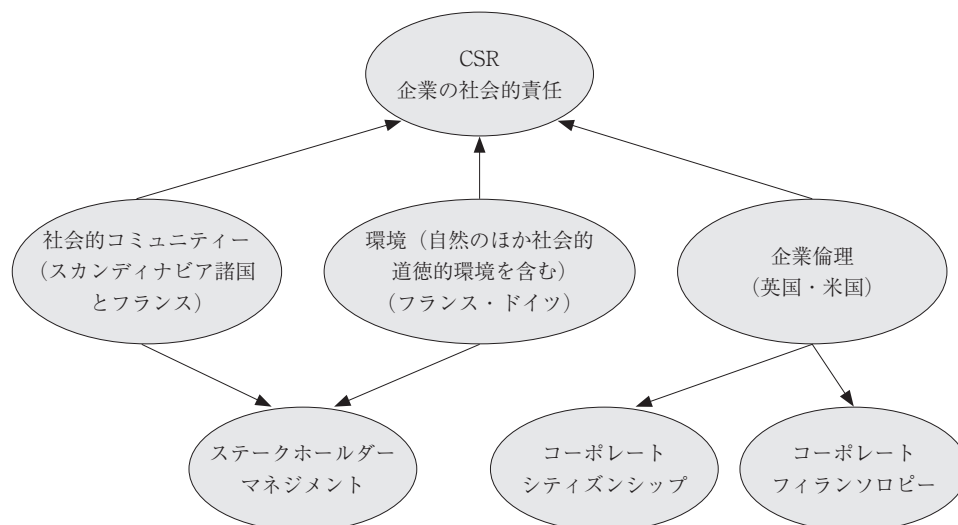 CSR
企業の社会的責任
社会的コミュニティー
（スカンディナビア諸国
とフランス）
環境（自然のほか社会的
道徳的環境を含む）
（フランス・ドイツ）
企業倫理
（英国・米国）
ステークホールダー
マネジメント
コーポレート
シティズンシップ
コーポレート
フィランソロピー